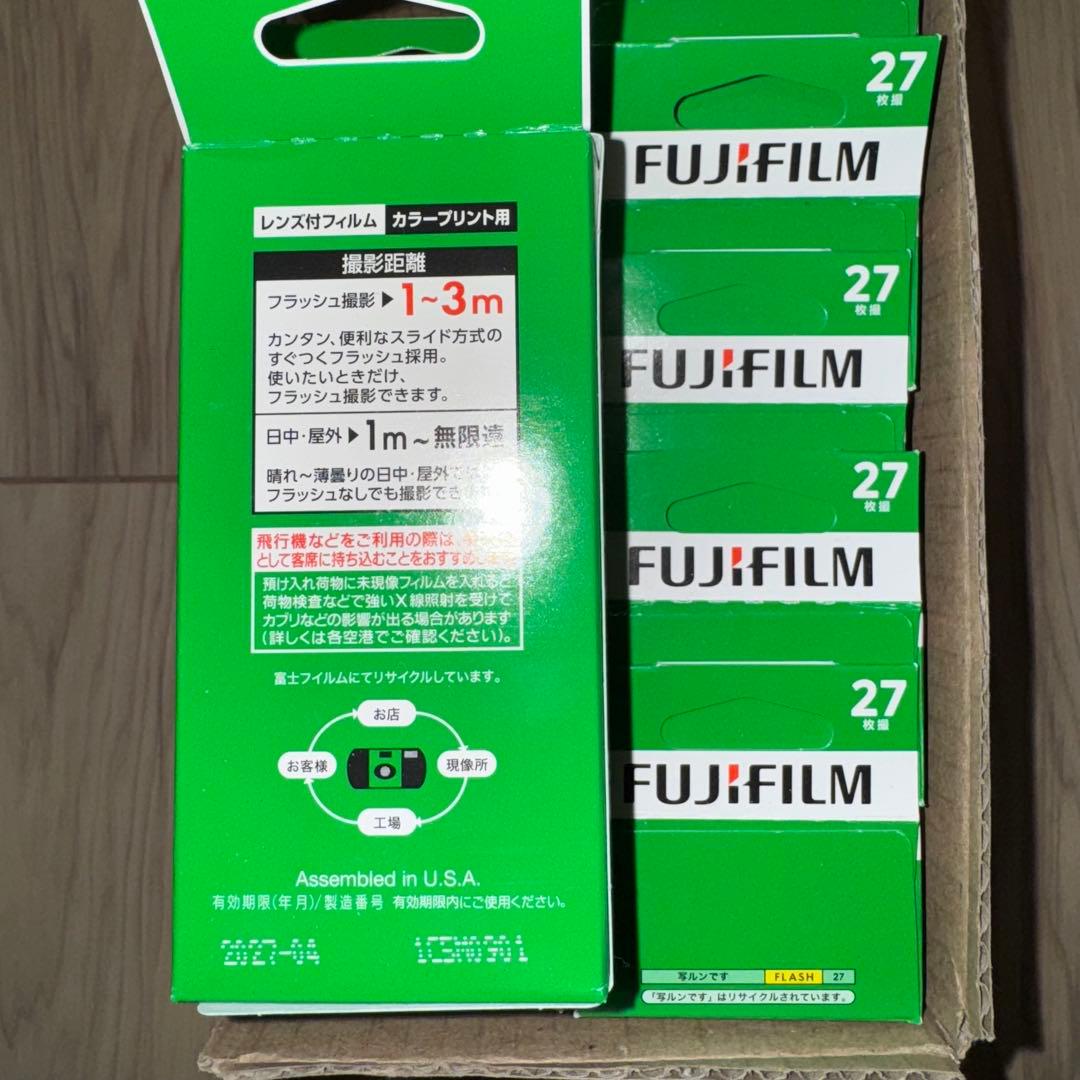 レンズ付フィルム カラープリント用
撮影距離
フラッシュ撮影▶1~3m
カンタン、便利なスライド方式の
すぐつくフラッシュ採用。
使いたいときだけ、
フラッシュ撮影できます。
日中・屋外▶1m~無限遠
晴れ~薄曇りの日中・屋外
フラッシュなしでも撮影でき
飛行機などをご利用の際は、
として客席に持ち込むことをおすすめします
預け入れ荷物に未現像フィルムを入れると
荷物検査などで強いX線照射を受けて
カブリなどの影響が出る場合があります
(詳しくは各空港でご確認ください)。
富士フイルムにてリサイクルしています。
お店
お客様
現像所
工場
Assembled in U.S.A.
有効期限(年月)/製造番号 有効期限内にご使用ください。
2027-04 1CSM0901
27
枚撮
FUJIFILM
27
枚撮
FUJIFILM
27
枚撮
FUJIFILM
27
枚撮
FUJIFILM
写ルンです FLASH 27
「写ルンです」はリサイクルされています。